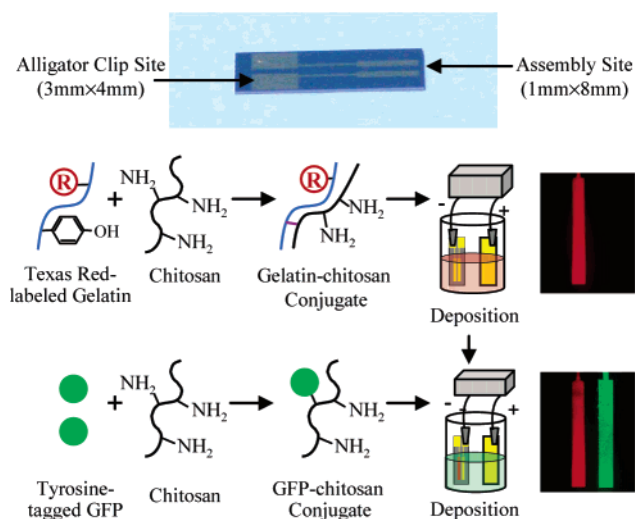 Alligator Clip Site
(3mm×4mm)
Assembly Site
(1mm×8mm)
R
+
OH
NH2
NH2
NH2
R
NH2
NH2
-
+
Texas Red-
labeled Gelatin
Chitosan
Gelatin-chitosan
Conjugate
Deposition
+
NH2
NH2
NH2
NH2
NH2
-
-
+
Tyrosine-
tagged GFP
Chitosan
GFP-chitosan
Conjugate
Deposition